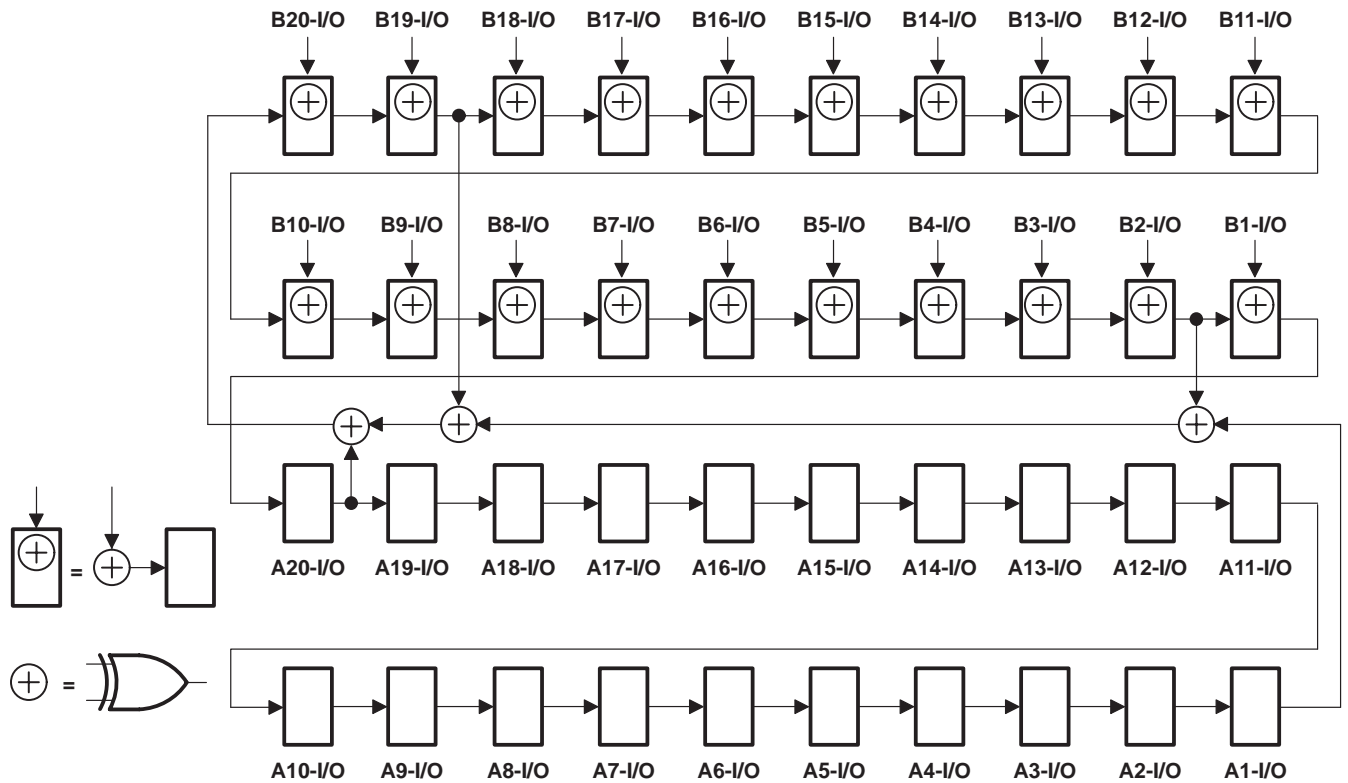 B20-I/O B19-I/O B18-I/O B17-I/O B16-I/O B15-I/O B14-I/O B13-I/O B12-I/O B11-I/O
B10-I/O B9-I/O B8-I/O B7-I/O B6-I/O B5-I/O B4-I/O B3-I/O B2-I/O B1-I/O
A20-I/O A19-I/O A18-I/O A17-I/O A16-I/O A15-I/O A14-I/O A13-I/O A12-I/O A11-I/O
=
=
A10-I/O A9-I/O A8-I/O A7-I/O A6-I/O A5-I/O A4-I/O A3-I/O A2-I/O A1-I/O